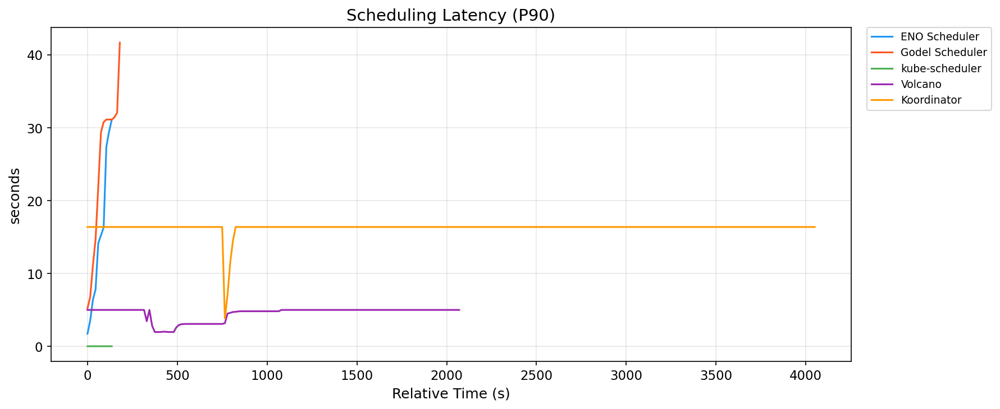 Scheduling Latency (P90)
ENO Scheduler
Godel Scheduler
kube-scheduler
Volcano
Koordinator
40
30
20
10
0
seconds
0 500 1000 1500 2000 2500 3000 3500 4000
Relative Time (s)